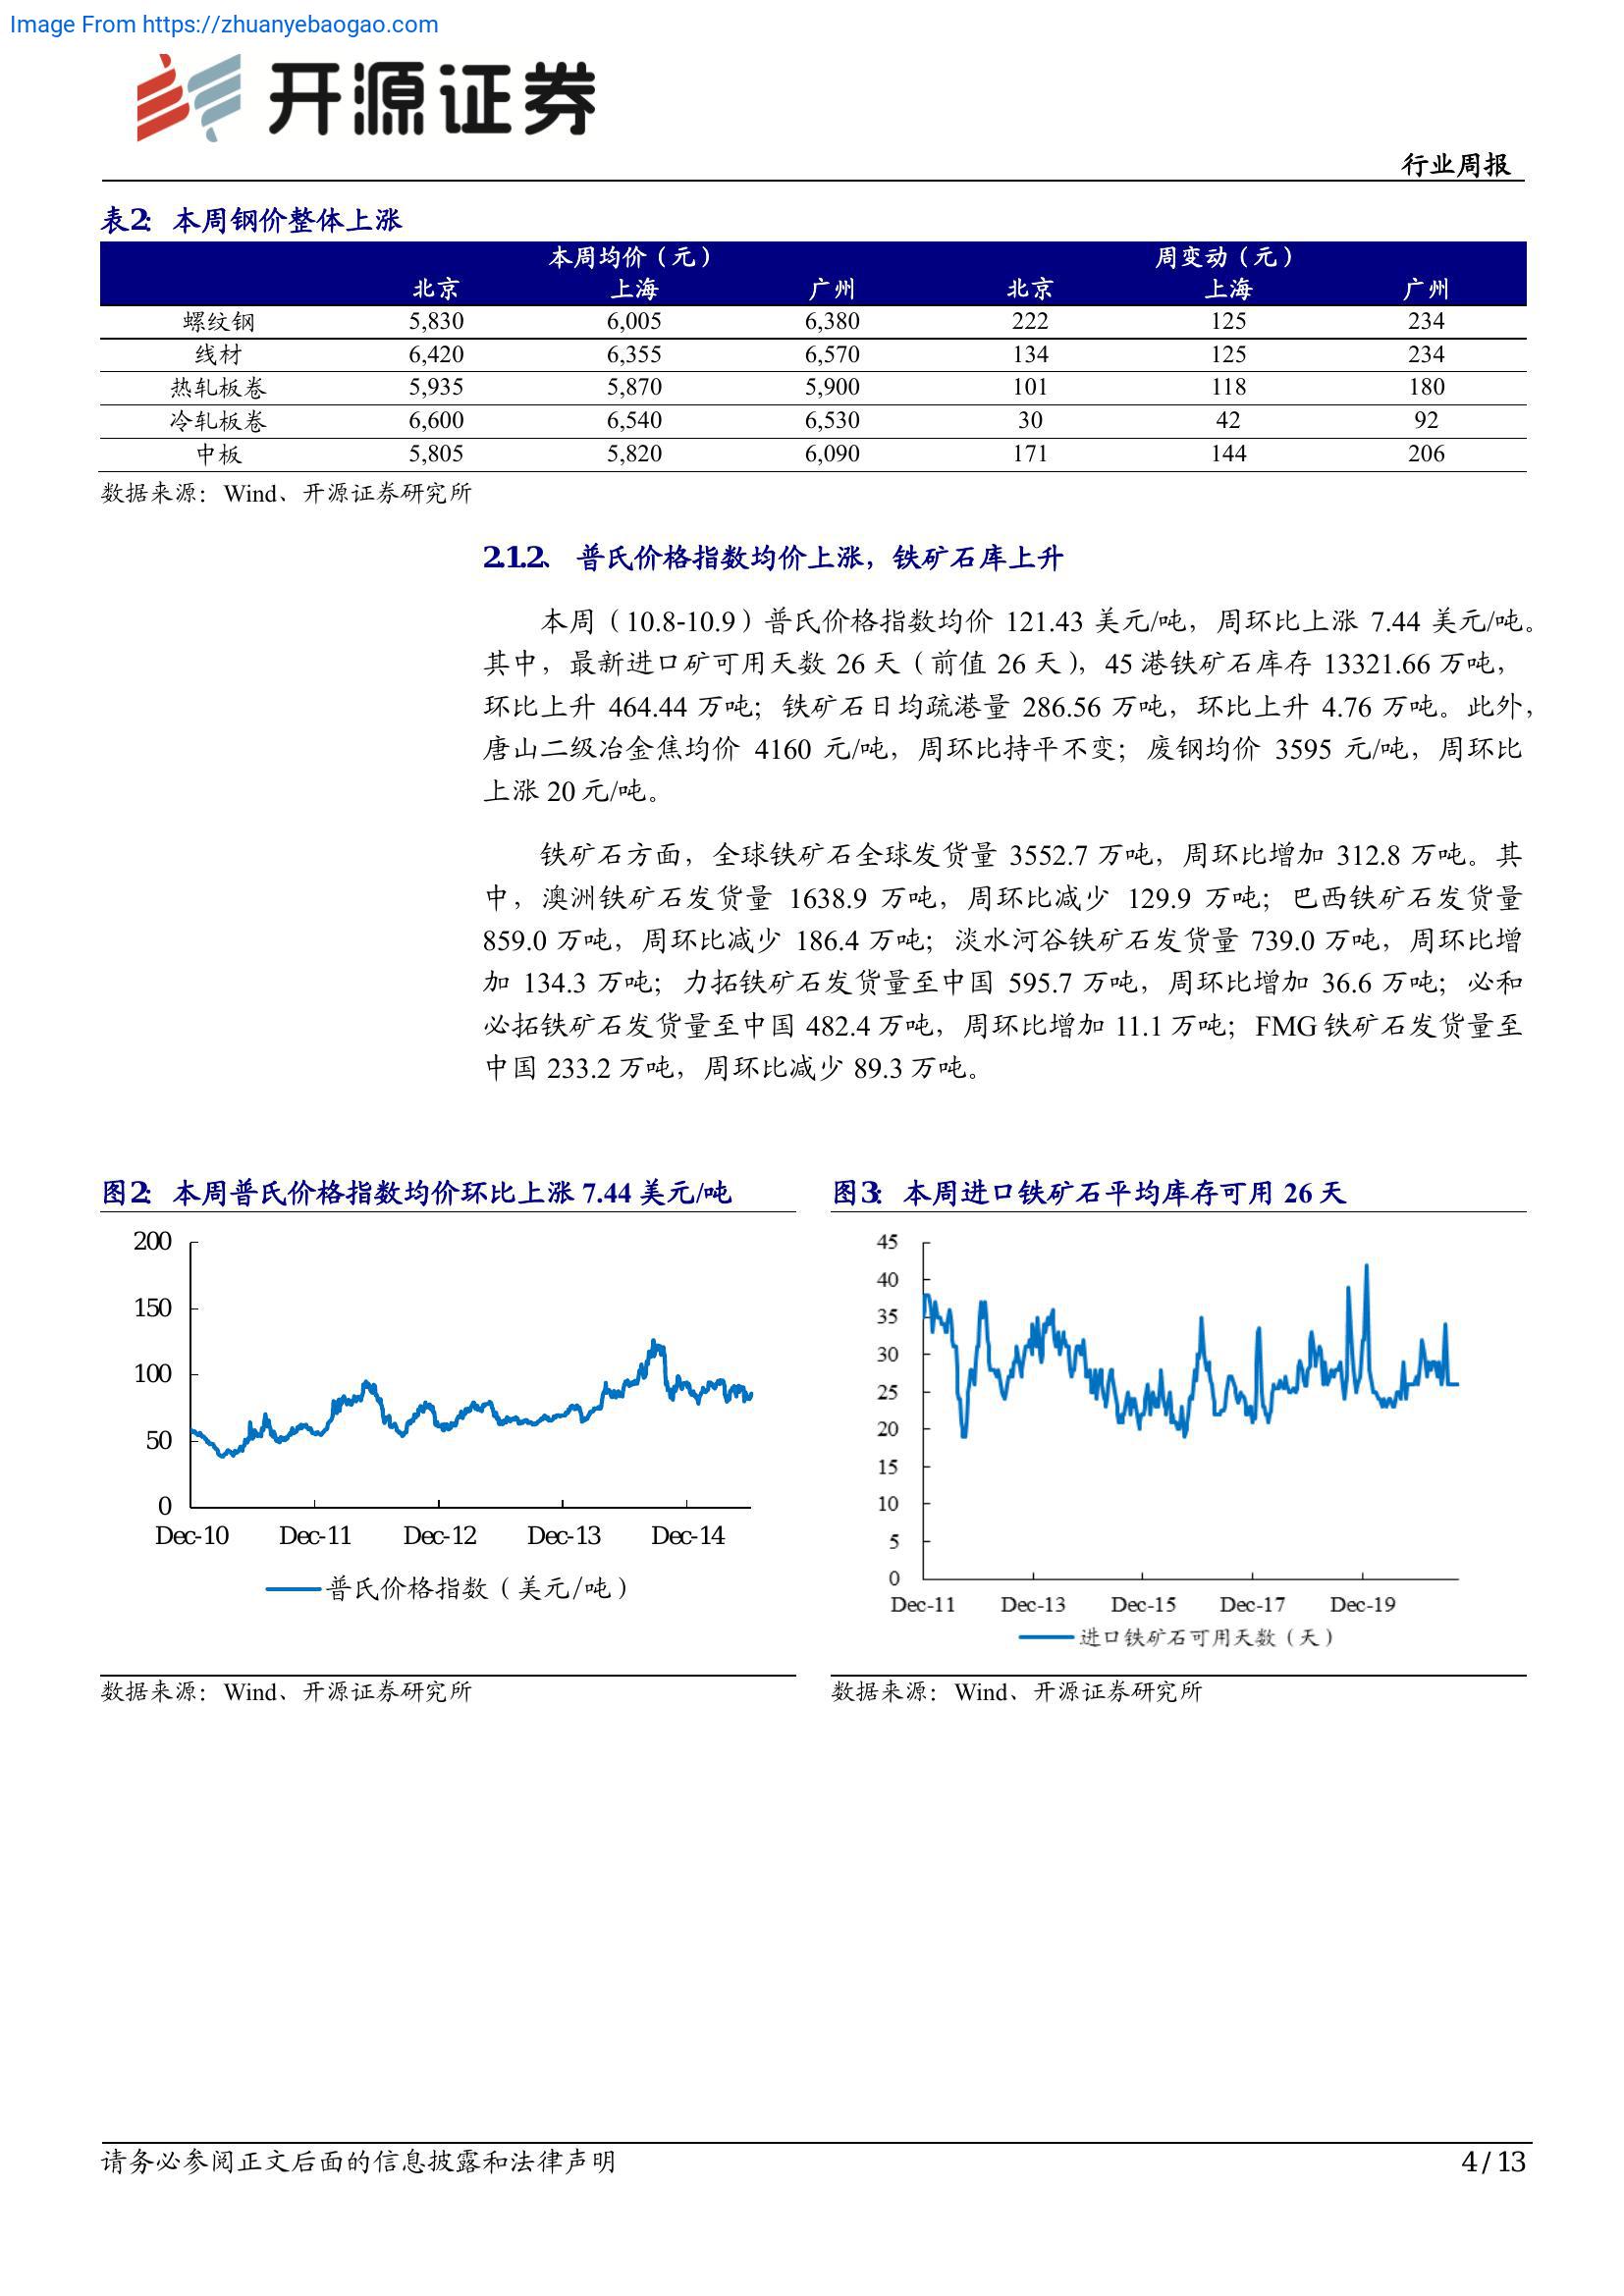 Image From https://zhuanyebaogao.com
开源证券
行业周报
表2: 本周钢价整体上涨
本周均价（元） 周变动（元）
北京 上海 广州 北京 上海 广州
螺纹钢 5,830 6,005 6,380 222 125 234
线材 6,420 6,355 6,570 134 125 234
热轧板卷 5,935 5,870 5,900 101 118 180
冷轧板卷 6,600 6,540 6,530 30 42 92
中板 5,805 5,820 6,090 171 144 206
数据来源：Wind、开源证券研究所
2.1.2、 普氏价格指数均价上涨，铁矿石库上升
本周（10.8-10.9）普氏价格指数均价 121.43 美元/吨，周环比上涨 7.44 美元/吨。
其中，最新进口矿可用天数 26 天（前值 26 天），45 港铁矿石库存 13321.66 万吨，
环比上升 464.44 万吨；铁矿石日均疏港量 286.56 万吨，环比上升 4.76 万吨。此外，
唐山二级冶金焦均价 4160 元/吨，周环比持平不变；废钢均价 3595 元/吨，周环比
上涨 20 元/吨。
铁矿石方面，全球铁矿石全球发货量 3552.7 万吨，周环比增加 312.8 万吨。其
中，澳洲铁矿石发货量 1638.9 万吨，周环比减少 129.9 万吨；巴西铁矿石发货量
859.0 万吨，周环比减少 186.4 万吨；淡水河谷铁矿石发货量 739.0 万吨，周环比增
加 134.3 万吨；力拓铁矿石发货量至中国 595.7 万吨，周环比增加 36.6 万吨；必和
必拓铁矿石发货量至中国 482.4 万吨，周环比增加 11.1 万吨；FMG 铁矿石发货量至
中国 233.2 万吨，周环比减少 89.3 万吨。
图2: 本周普氏价格指数均价环比上涨 7.44 美元/吨
200
150
100
50
0
Dec-10 Dec-11 Dec-12 Dec-13 Dec-14
普氏价格指数（美元/吨）
数据来源：Wind、开源证券研究所
图3: 本周进口铁矿石平均库存可用 26 天
45
40
35
30
25
20
15
10
5
0
Dec-11 Dec-13 Dec-15 Dec-17 Dec-19
进口铁矿石可用天数（天）
数据来源：Wind、开源证券研究所
请务必参阅正文后面的信息披露和法律声明
4 / 13